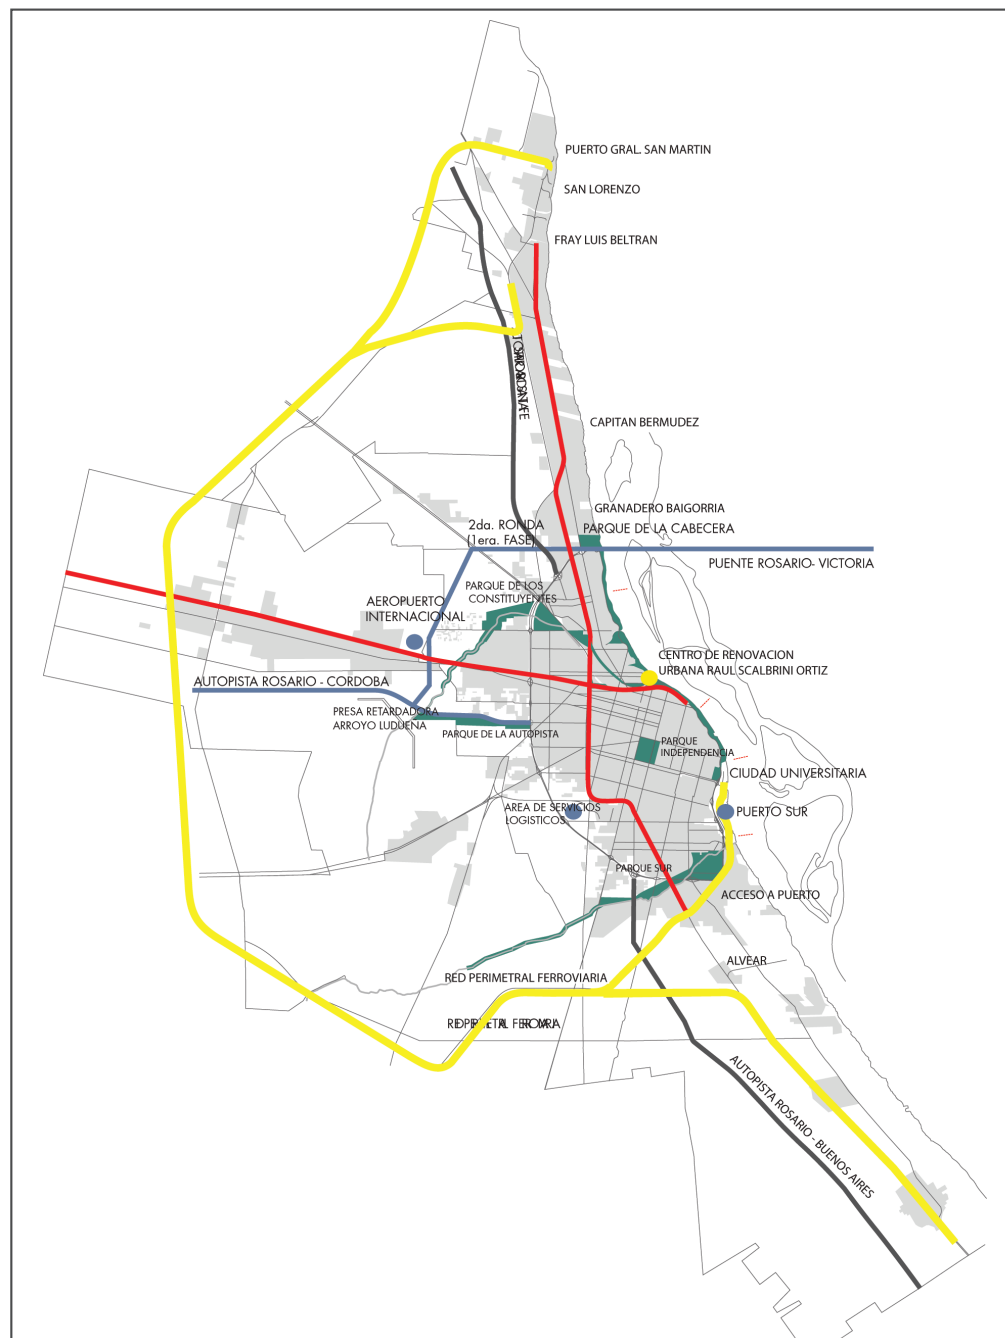 PUERTO GRAL. SAN MARTIN
SAN LORENZO
FRAY LUIS BELTRAN
CAPITAN BERMUDEZ
GRANADERO BAIGORRIA
2da. RONDA
(1era. FASE)
PARQUE DE LA CABECERA
PUENTE ROSARIO- VICTORIA
PARQUE DE LOS
CONSTITUYENTES
AEROPUERTO
INTERNACIONAL
CENTRO DE RENOVACION
URBANA RAUL SCALBRINI ORTIZ
AUTOPISTA ROSARIO - CORDOBA
PRESA RETARDADORA
ARROYO LUDUEÑA
PARQUE DE LA AUTOPISTA
PARQUE
INDEPENDENCIA
CIUDAD UNIVERSITARIA
AREA DE SERVICIOS
LOGISTICOS
PUERTO SUR
PARQUE SUR
ACCESO A PUERTO
ALVEAR
RED PERIMETRAL FERROVIARIA
AUTOPISTA ROSARIO - BUENOS AIRES